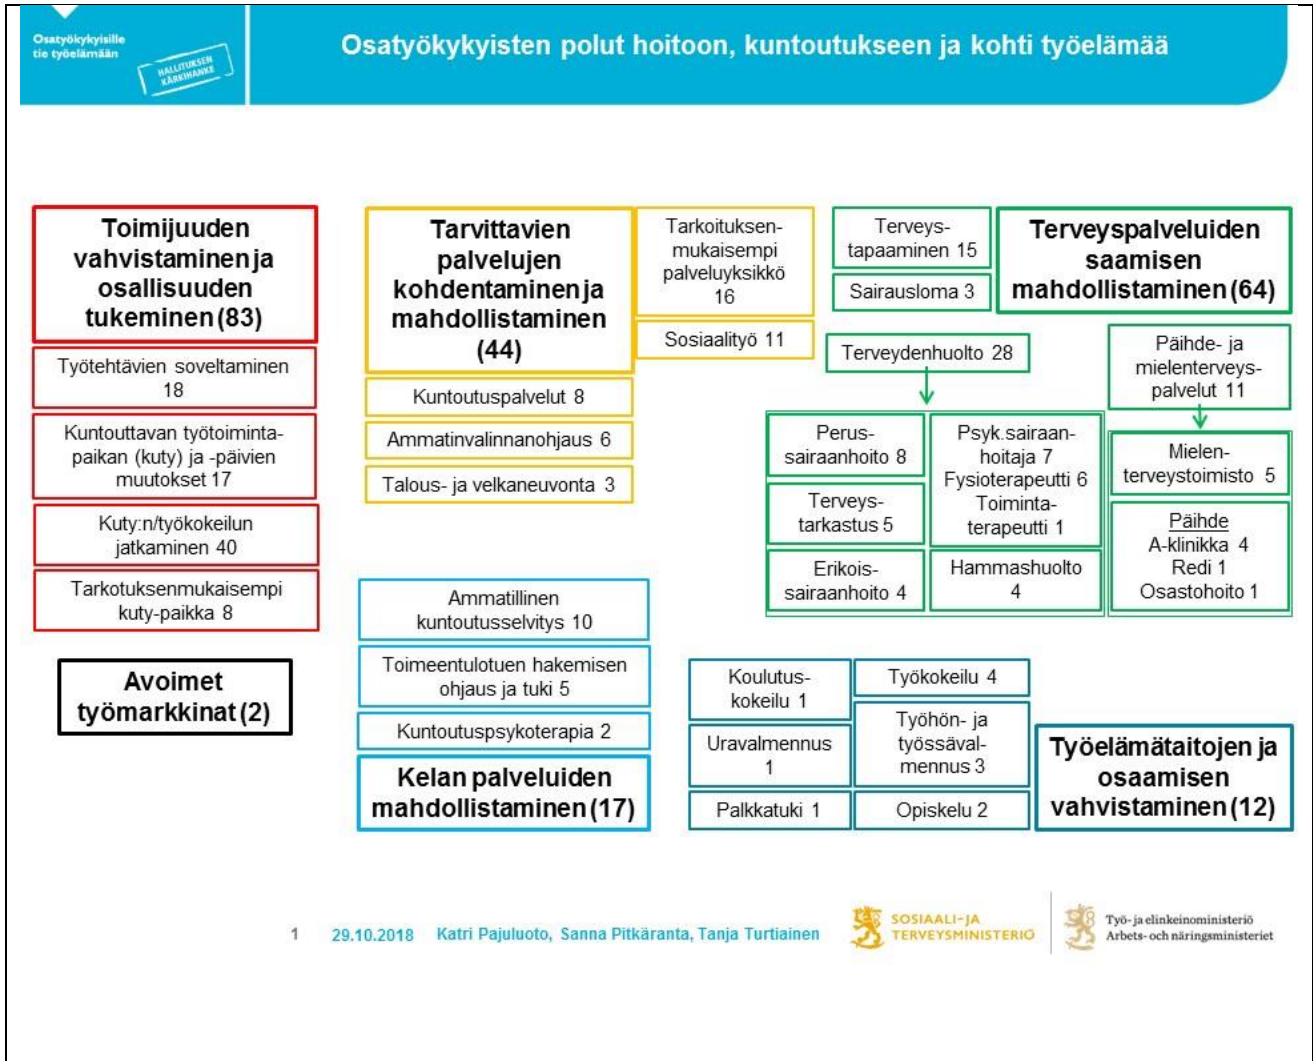 Osatyökykyisille
tie työelämään
HALLITUKSEN
KÄRKIHANKE
Osatyökykyisten polut hoitoon, kuntoutukseen ja kohti työelämää
Toimijuuden
vahvistaminen ja
osallisuuden
tukeminen (83)
Työtehtävien soveltaminen
18
Kuntouttavan työtoiminta-
paikan (kuty) ja -päivien
muutokset 17
Kuty:n/työkokeilun
jatkaminen 40
Tarkotuksenmukaisempi
kuty-paikka 8
Avoimet
työmarkkinat (2)
Tarvittavien
palvelujen
kohdentaminen ja
mahdollistaminen
(44)
Tarkoituksen-
mukaisempi
palveluyksikkö
16
Sosiaalityö 11
Kuntoutuspalvelut 8
Ammatinvalinnanohjaus 6
Talous- ja velkaneuvonta 3
Ammatillinen
kuntoutusselvitys 10
Toimeentulotuen hakemisen
ohjaus ja tuki 5
Kuntoutuspsykoterapia 2
Kelan palveluiden
mahdollistaminen (17)
Terveys-
tapaaminen 15
Sairausloma 3
Terveyspalveluiden
saamisen
mahdollistaminen (64)
Terveydenhuolto 28
Perus-
sairaanhoito 8
Terveys-
tarkastus 5
Erikois-
sairaanhoito 4
Psyk.sairaan-
hoitaja 7
Fysioterapeutti 6
Toiminta-
terapeutti 1
Hammashuolto
4
Päihde- ja
mielenterveys-
palvelut 11
Mielen-
terveystoimisto 5
Päihde
A-klinikka 4
Redi 1
Osastohoito 1
Koulutus-
kokeilu 1
Uravalmennus
1
Palkkatuki 1
Työkokeilu 4
Työhön- ja
työssäval-
mennus 3
Opiskelu 2
Työelämätaitojen ja
osaamisen
vahvistaminen (12)
1 29.10.2018 Katri Pajuluoto, Sanna Pitkäranta, Tanja Turtiainen
SOSIAALI- JA
TERVEYSMINISTERIÖ
Työ- ja elinkeinoministeriö
Arbets- och näringsministeriet